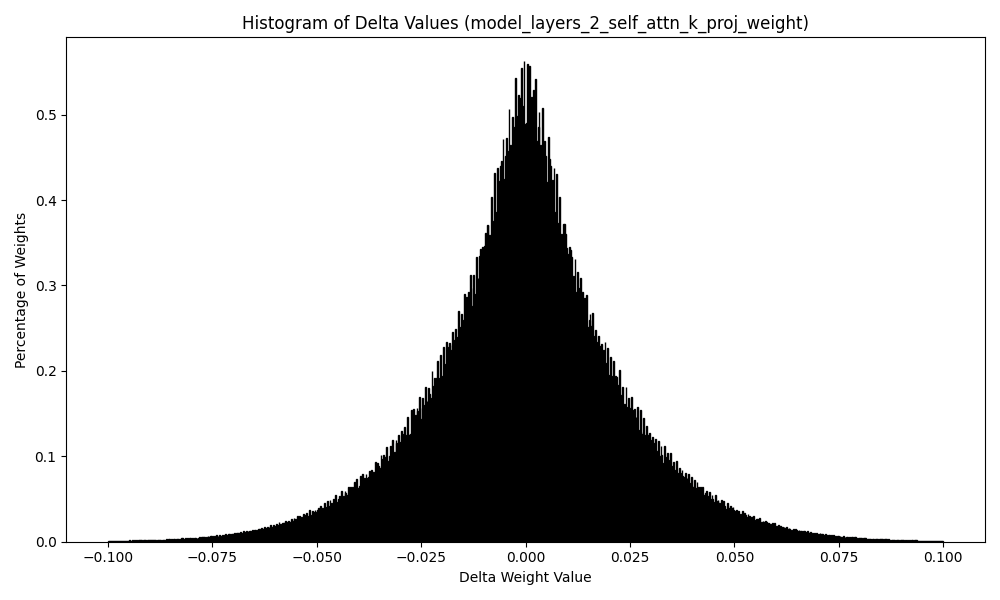 Histogram of Delta Values (model_layers_2_self_attn_k_proj_weight)
Percentage of Weights
0.5
0.4
0.3
0.2
0.1
0.0
−0.100 −0.075 −0.050 −0.025 0.000 0.025 0.050 0.075 0.100
Delta Weight Value